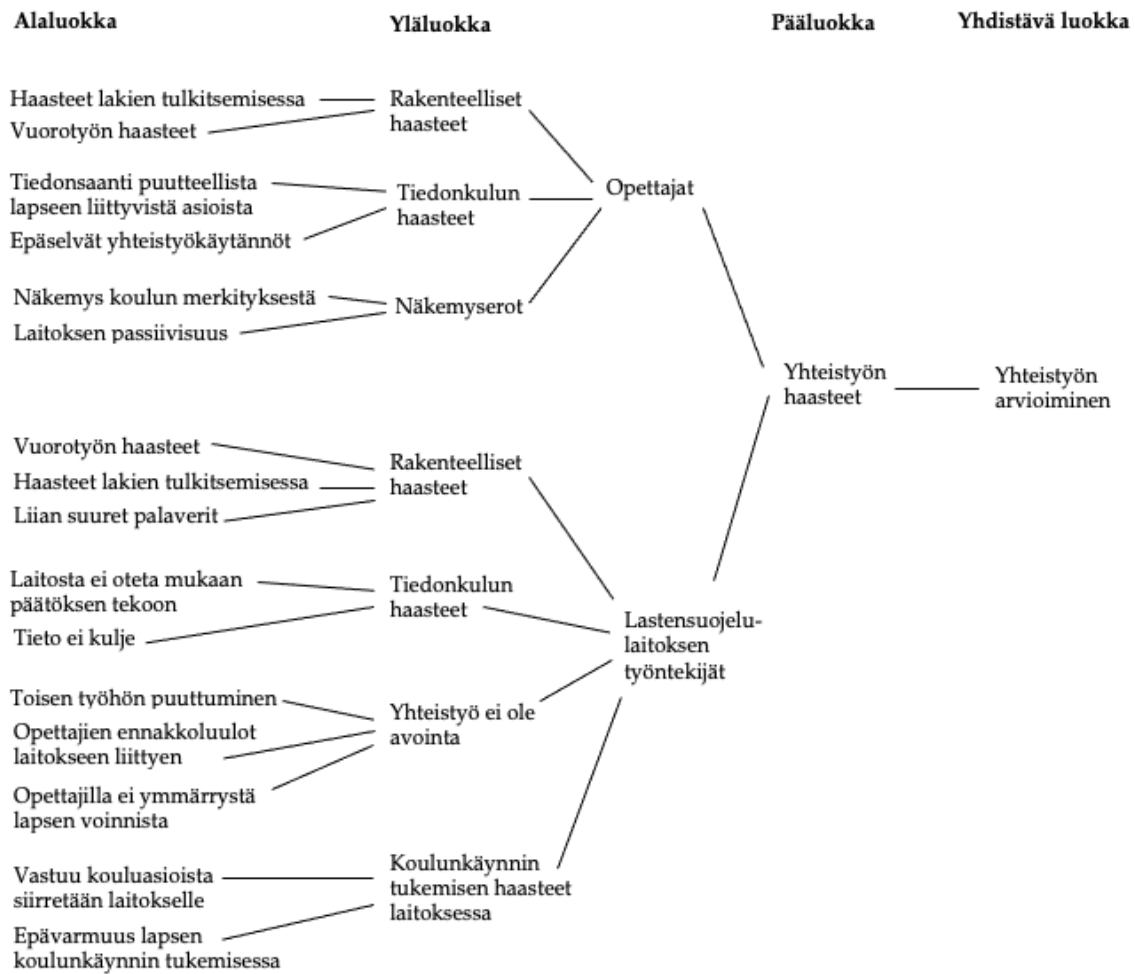 Alaluokka
Yläluokka
Pääluokka
Yhdistävä luokka
Haasteet lakien tulkitsemisessa
Vuorotyön haasteet
Rakenteelliset
haasteet
Tiedonsaanti puutteellista
lapseen liittyvistä asioista
Epäselvät yhteistyökäytännöt
Tiedonkulun
haasteet
Näkemys koulun merkityksestä
Laitoksen passiivisuus
Näkemyserot
Opettajat
Vuorotyön haasteet
Haasteet lakien tulkitsemisessa
Liian suuret palaverit
Rakenteelliset
haasteet
Laitosta ei oteta mukaan
päätöksen tekoon
Tieto ei kulje
Tiedonkulun
haasteet
Toisen työhön puuttuminen
Opettajien ennakkoluulot
laitokseen liittyen
Opettajilla ei ymmärrystä
lapsen voinnista
Yhteistyö ei ole
avointa
Vastuu kouluasioista
siirretään laitokselle
Epävarmuus lapsen
koulunkäynnin tukemisessa
Koulunkäynnin
tukemisen haasteet
laitoksessa
Lastensuojelu-
laitoksen
työntekijät
Yhteistyön
haasteet
Yhteistyön
arvioiminen